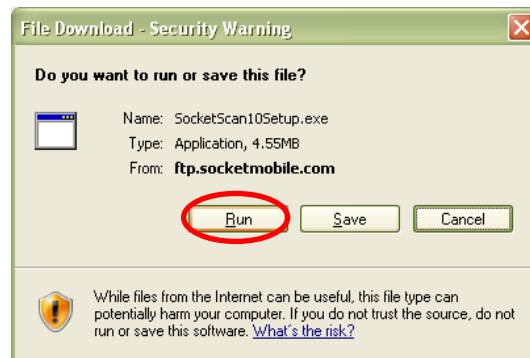 File Download - Security Warning
Do you want to run or save this file?
Name: SocketScan10Setup.exe
Type: Application, 4.55MB
From: ftp.socketmobile.com
Run Save Cancel
While files from the Internet can be useful, this file type can
potentially harm your computer. If you do not trust the source, do not
run or save this software. What's the risk?